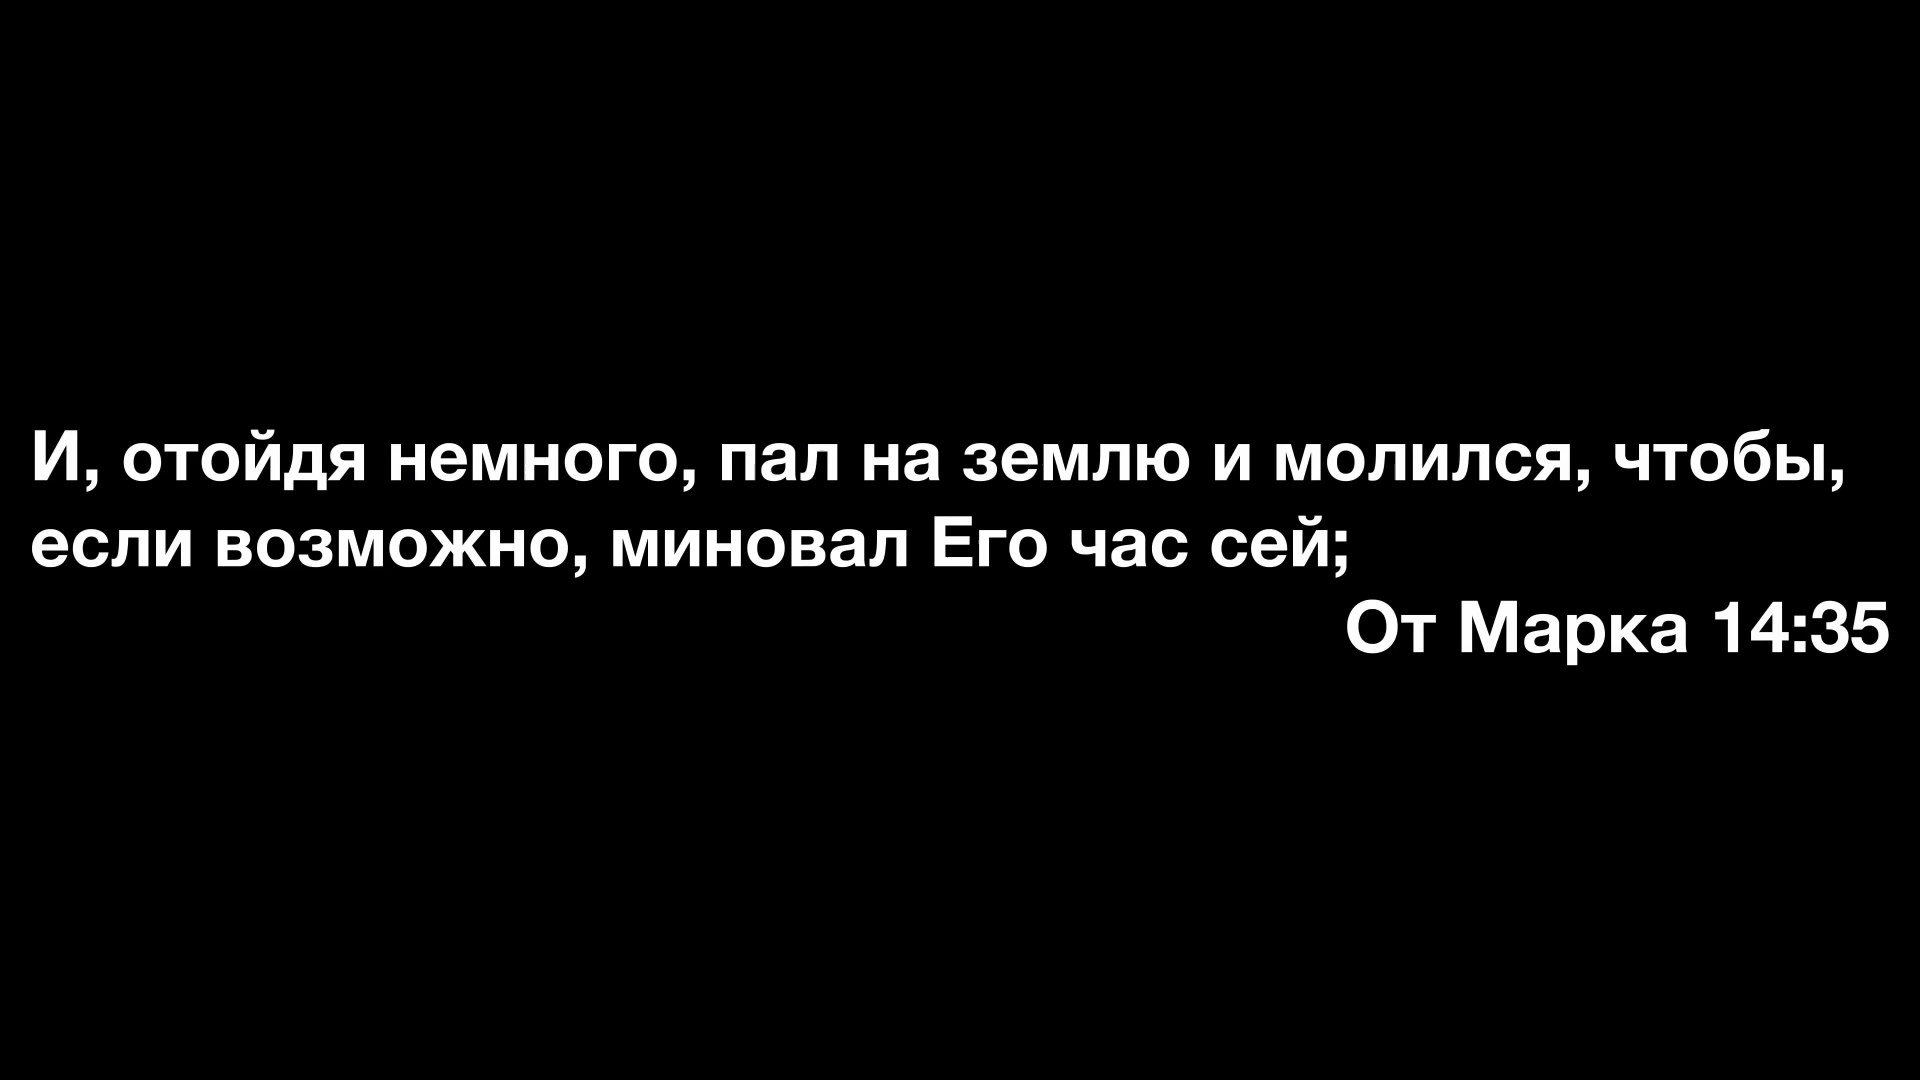 И, отойдя немного, пал на землю и молился, чтобы,
если возможно, миновал Его час сей;
От Марка 14:35